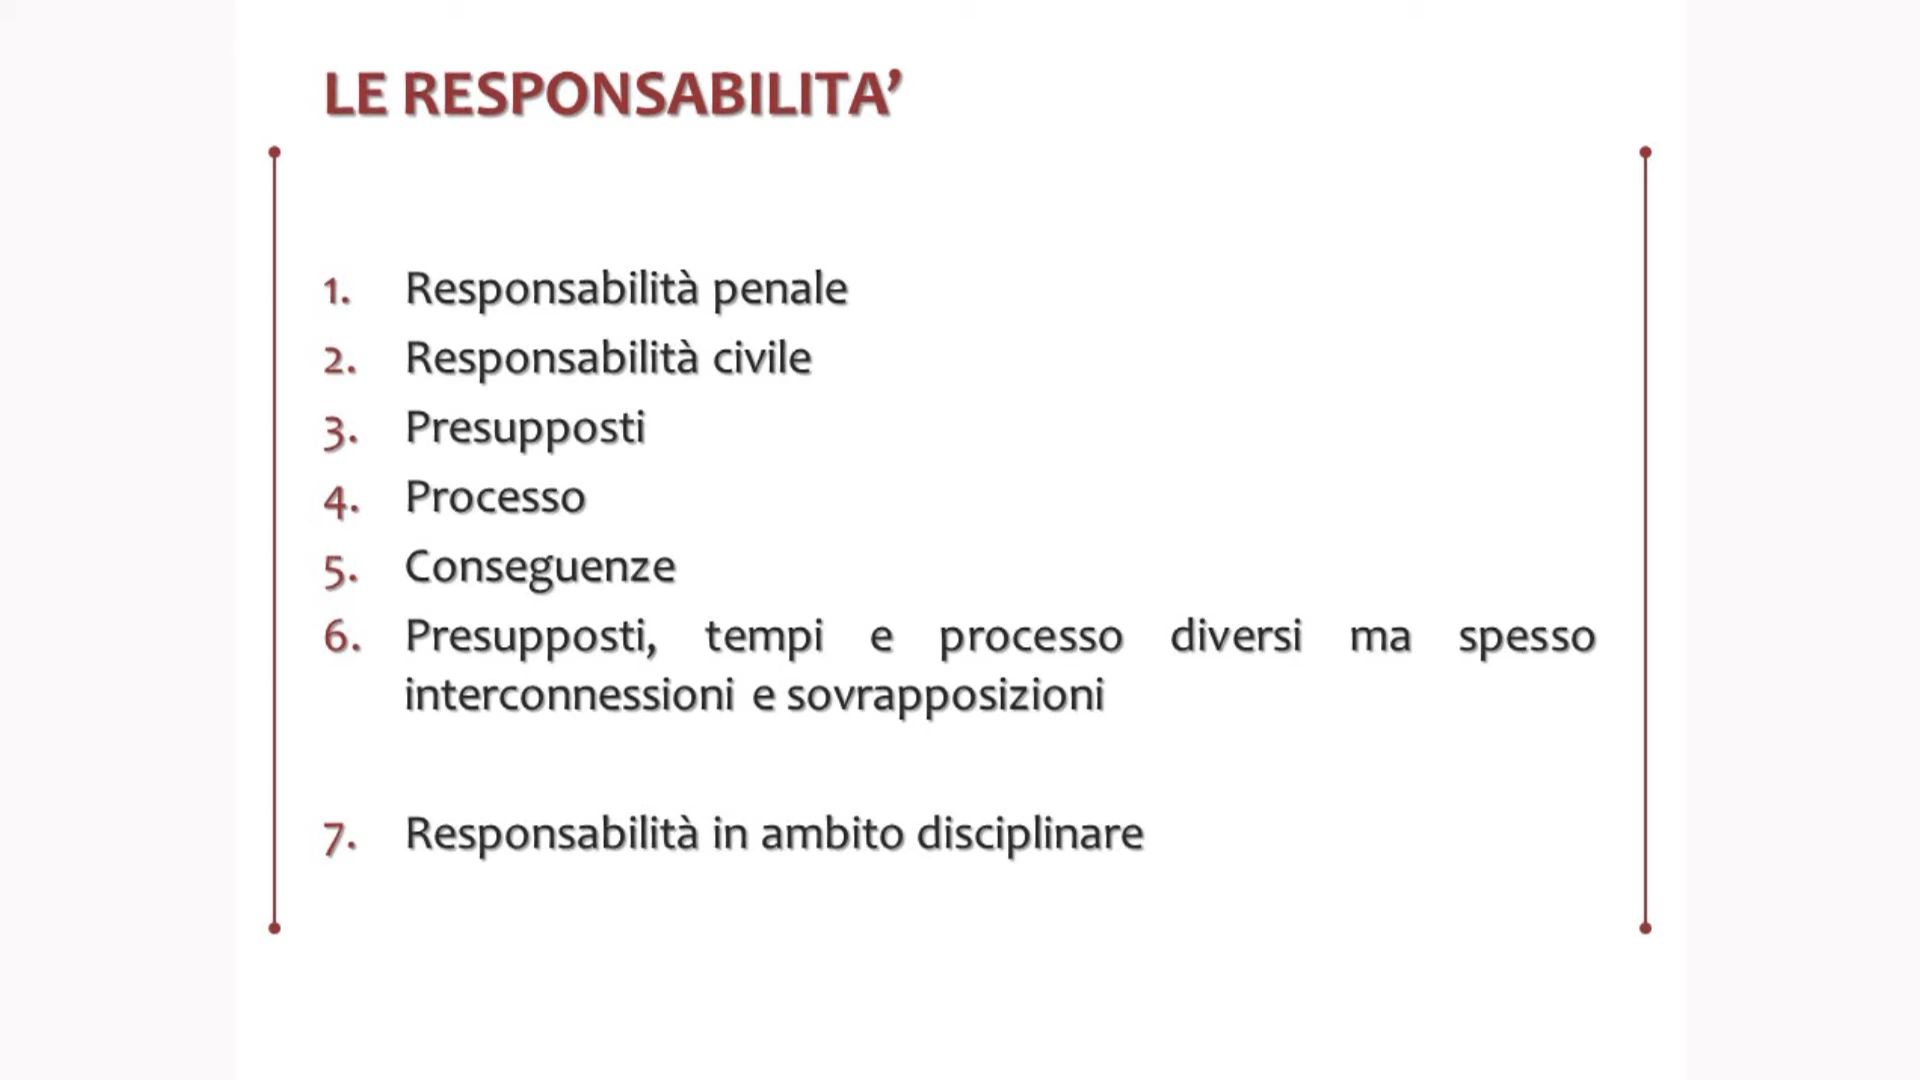 LE RESPONSABILITA’
1. Responsabilità penale
2. Responsabilità civile
3. Presupposti
4. Processo
5. Conseguenze
6. Presupposti, tempi e processo diversi ma spesso
interconnessioni e sovrapposizioni
7. Responsabilità in ambito disciplinare